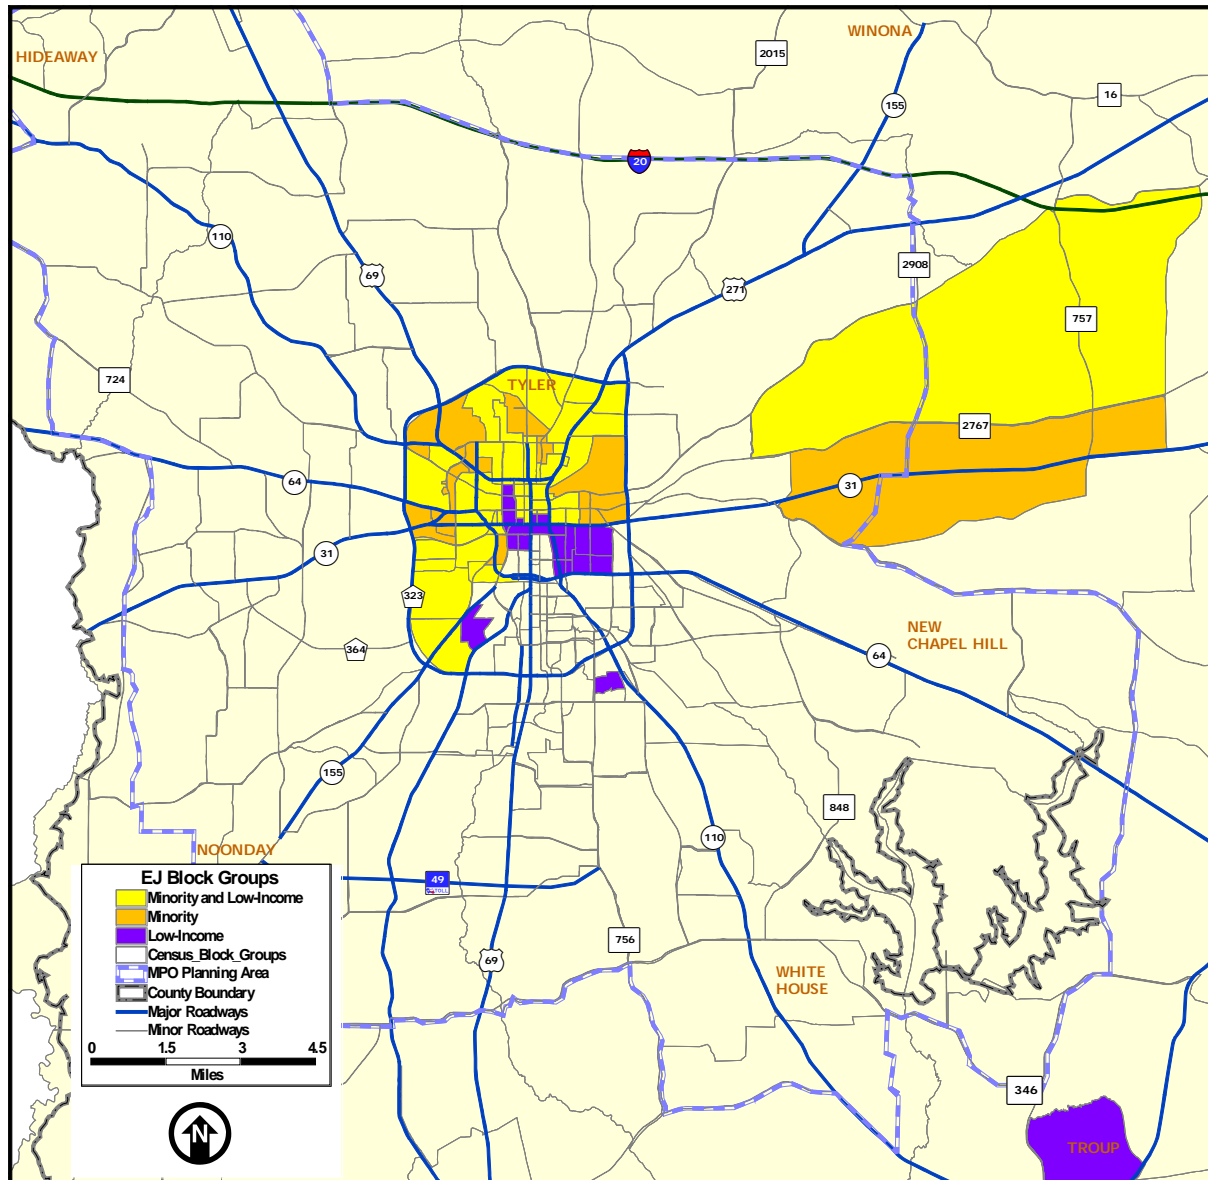 WINONA
HIDEAWAY
2015
16
155
20
110
2908
69
271
757
724
TYLER
2767
64
31
31
323
NEW
CHAPEL HILL
364
64
155
848
110
NOONDAY
EJ Block Groups
Minority and Low-Income
Minority
Low-Income
Census_Block_Groups
MPO Planning Area
County Boundary
Major Roadways
Minor Roadways
0 1.5 3 4.5
Miles
N
49
TOLL
756
69
WHITE
HOUSE
346
TROUP